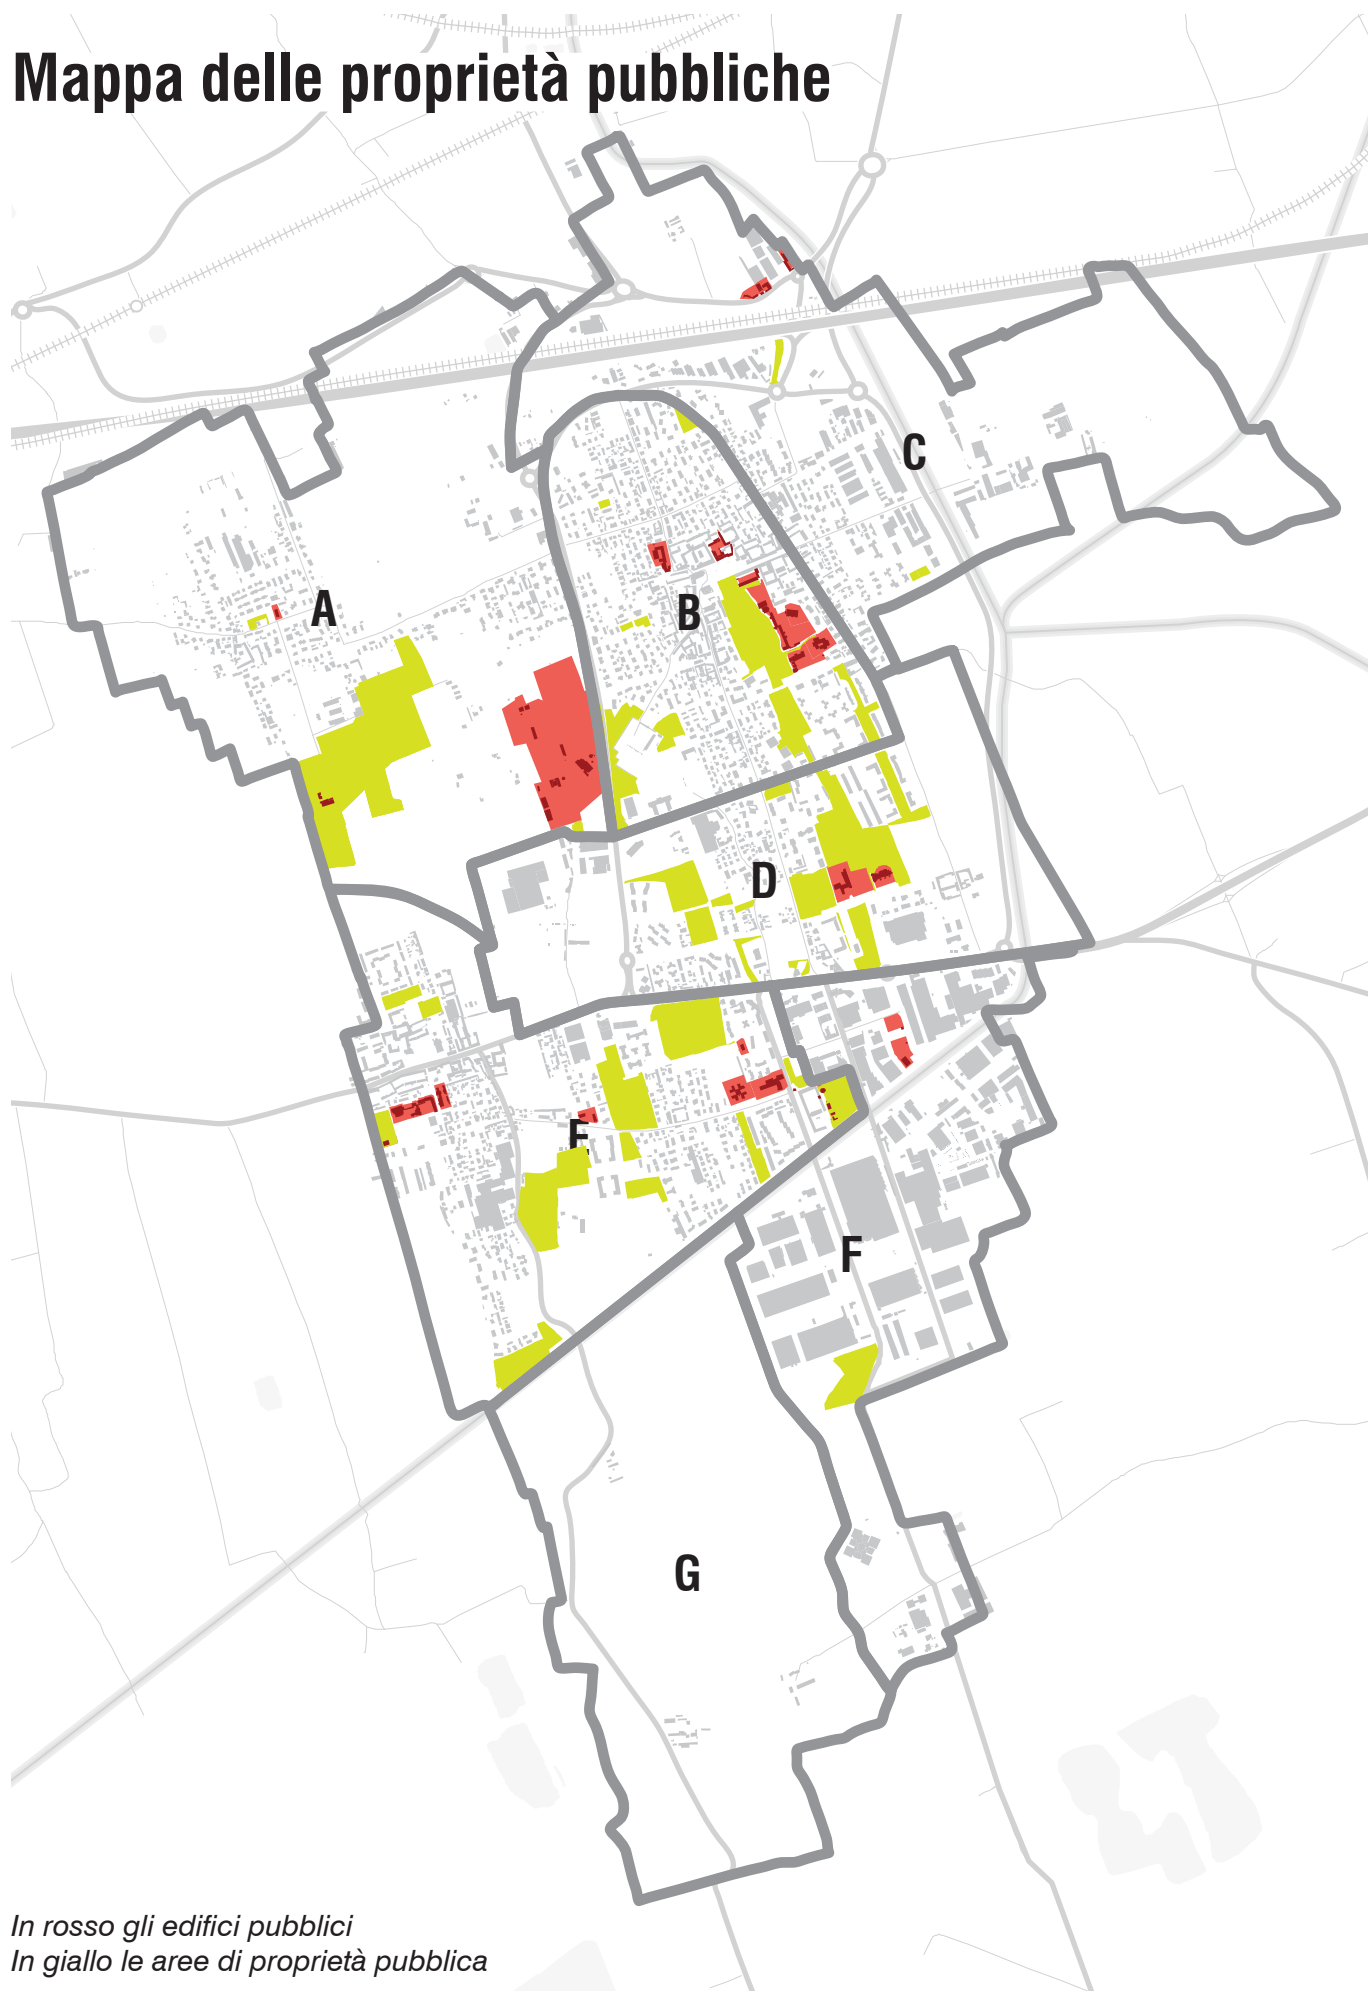 Mappa delle proprietà pubbliche
C
A
B
D
E
F
G
In rosso gli edifici pubblici
In giallo le aree di proprietà pubblica